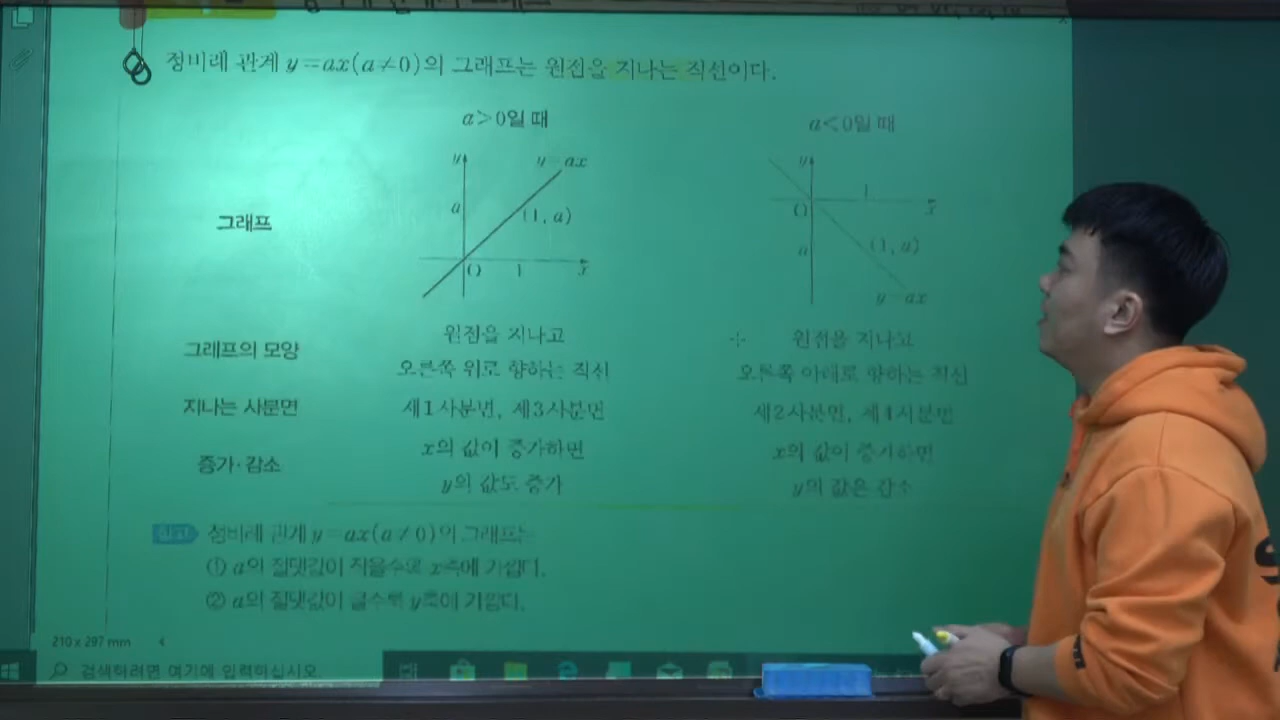 정비례 관계 y=ax(a≠0)의 그래프는 원점을 지나는 직선이다.
a>0일 때
a<0일 때
그래프
y
y=ax
a
(1, a)
O
1
x
y
1
O
x
a
(1, a)
y=ax
그래프의 모양
원점을 지나고
오른쪽 위로 향하는 직선
원점을 지나고
오른쪽 아래로 향하는 직선
지나는 사분면
제1사분면, 제3사분면
제2사분면, 제4사분면
증가·감소
x의 값이 증가하면
y의 값도 증가
x의 값이 증가하면
y의 값은 감소
참고 정비례 관계 y=ax(a≠0)의 그래프는
① a의 절댓값이 작을수록 x축에 가깝다.
② a의 절댓값이 클수록 y축에 가깝다.
210 x 297 mm
검색하려면 여기에 입력하십시오